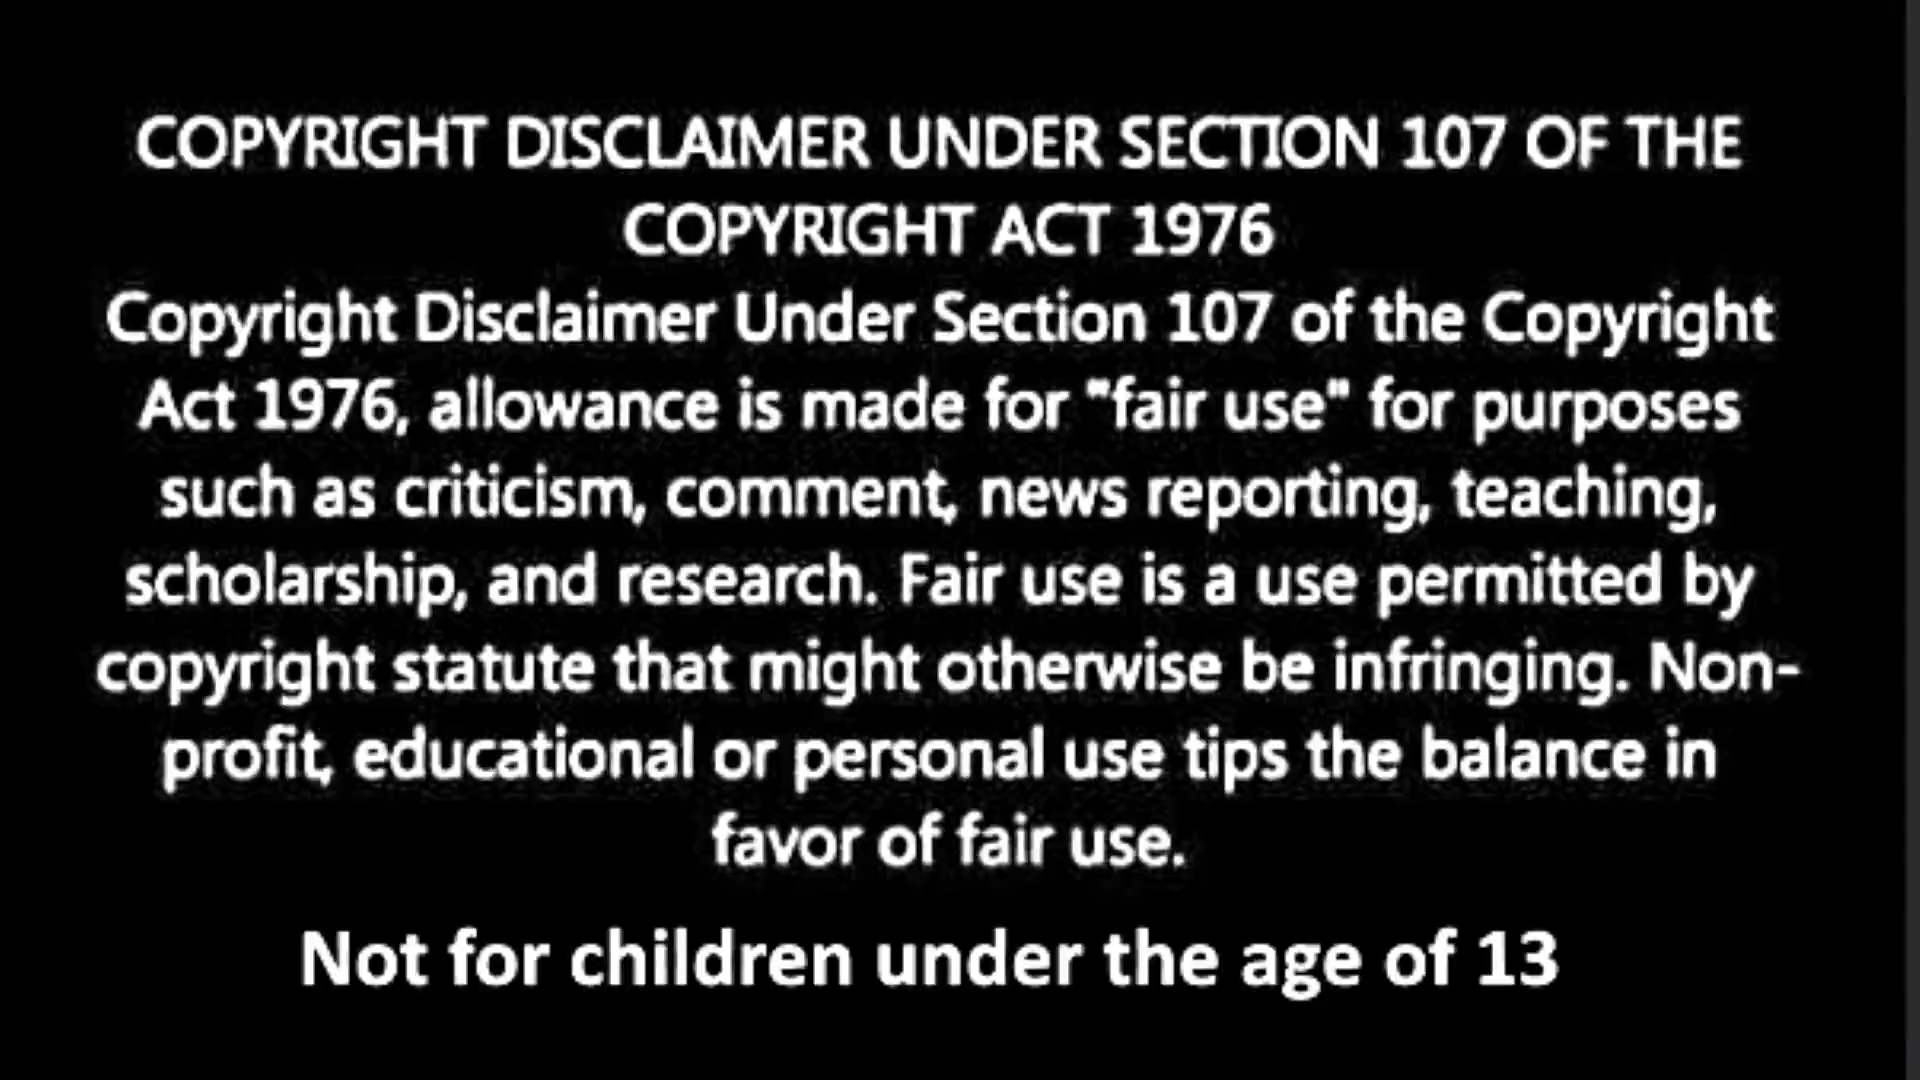 COPYRIGHT DISCLAIMER UNDER SECTION 107 OF THE
COPYRIGHT ACT 1976
Copyright Disclaimer Under Section 107 of the Copyright
Act 1976, allowance is made for "fair use" for purposes
such as criticism, comment, news reporting, teaching,
scholarship, and research. Fair use is a use permitted by
copyright statute that might otherwise be infringing. Non-
profit, educational or personal use tips the balance in
favor of fair use.
Not for children under the age of 13